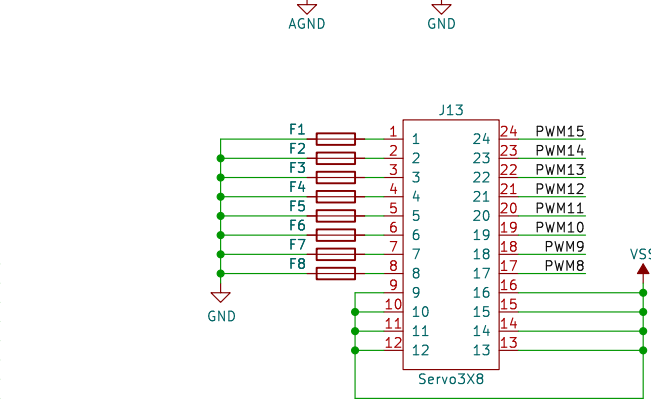 AGND GND
J13
F1 1 1 24 24 PWM15
F2 2 2 23 23 PWM14
F3 3 3 22 22 PWM13
F4 4 4 21 21 PWM12
F5 5 5 20 20 PWM11
F6 6 6 19 19 PWM10
F7 7 7 18 18 PWM9
F8 8 8 17 17 PWM8
VSS
9 9 16 16
GND
10 10 15 15
11 11 14 14
12 12 13 13
Servo3X8